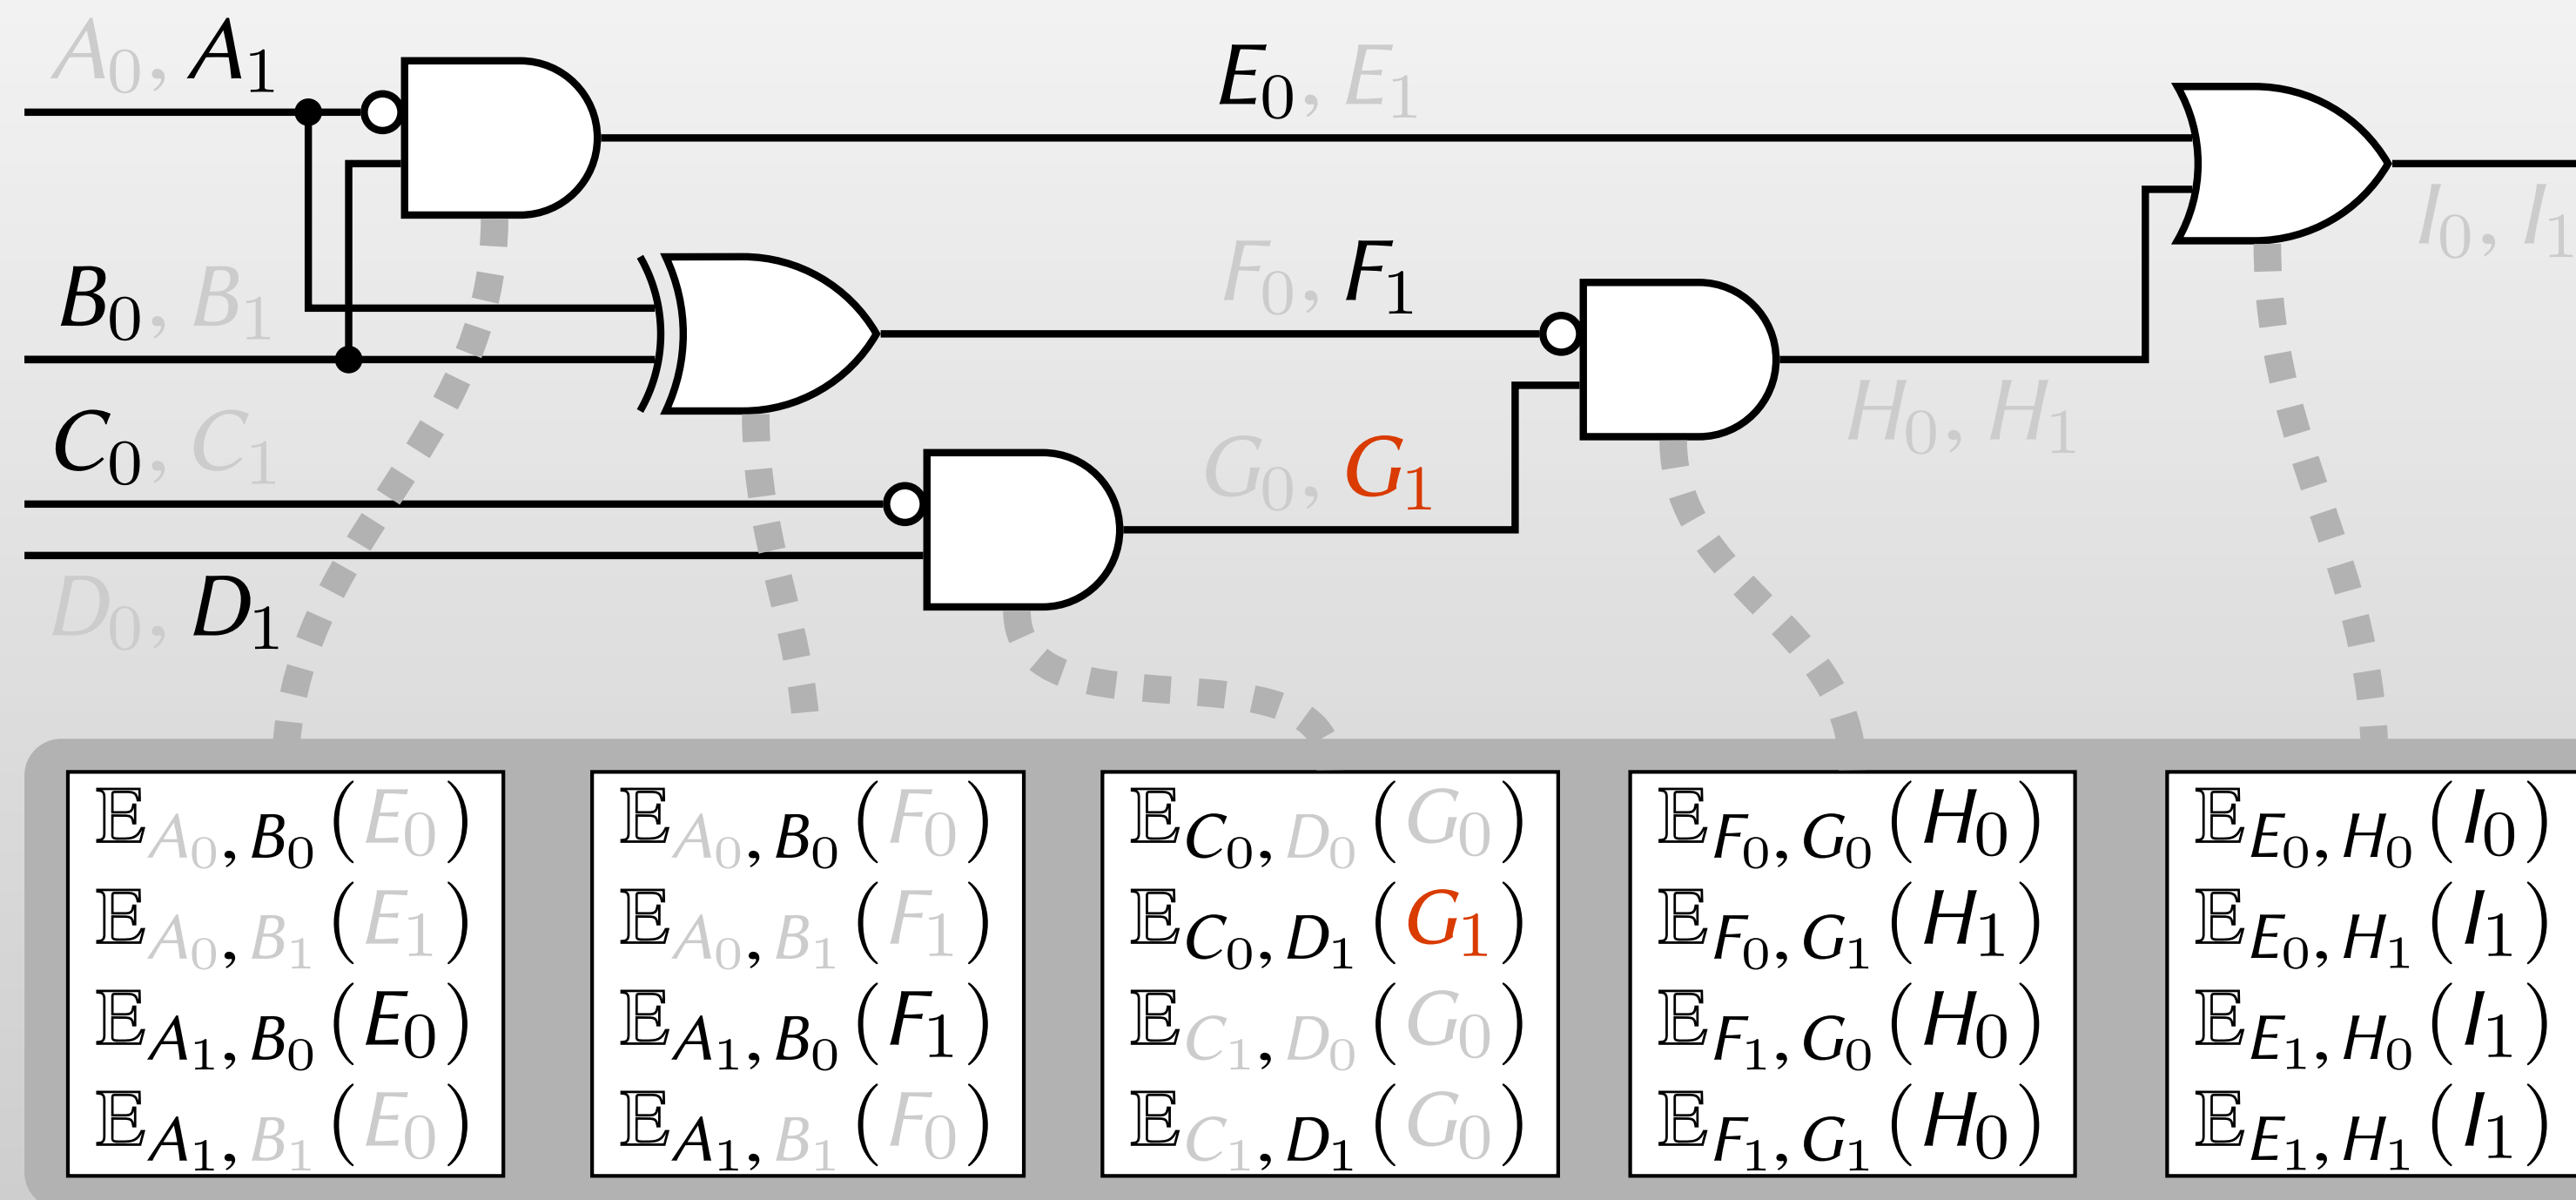 A₀, A₁
E₀, E₁
I₀, I₁
B₀, B₁
F₀, F₁
C₀, C₁
H₀, H₁
G₀, G₁
D₀, D₁
𝔼A₀, B₀(E₀)
𝔼A₀, B₁(E₁)
𝔼A₁, B₀(E₀)
𝔼A₁, B₁(E₀)
𝔼A₀, B₀(F₀)
𝔼A₀, B₁(F₁)
𝔼A₁, B₀(F₁)
𝔼A₁, B₁(F₀)
𝔼C₀, D₀(G₀)
𝔼C₀, D₁(G₁)
𝔼C₁, D₀(G₀)
𝔼C₁, D₁(G₀)
𝔼F₀, G₀(H₀)
𝔼F₀, G₁(H₁)
𝔼F₁, G₀(H₀)
𝔼F₁, G₁(H₀)
𝔼E₀, H₀(I₀)
𝔼E₀, H₁(I₁)
𝔼E₁, H₀(I₁)
𝔼E₁, H₁(I₁)